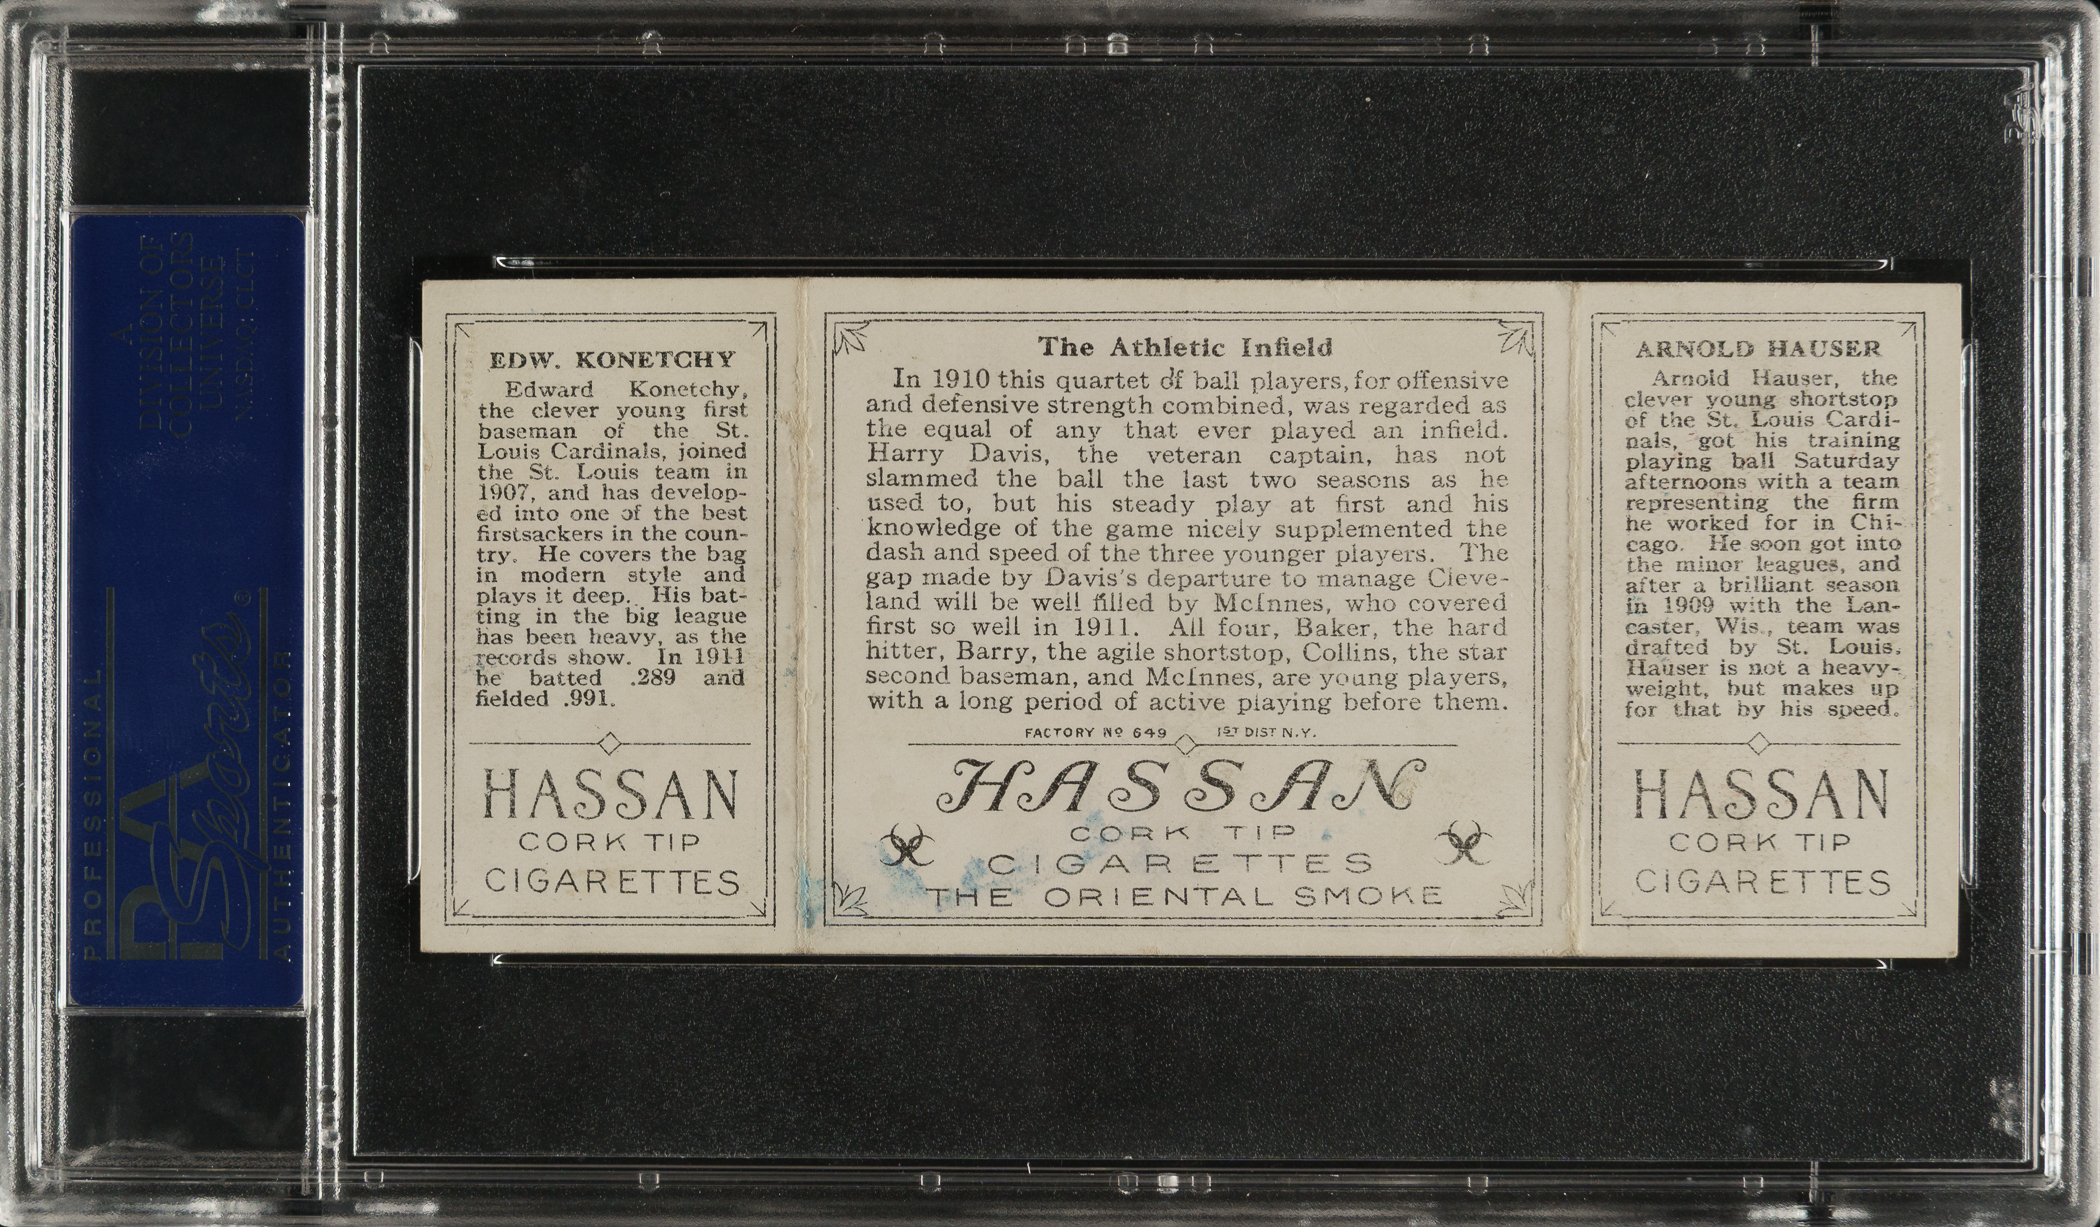 A
DIVISION OF
COLLECTORS
UNIVERSE
NASDAQ: CLCT
PROFESSIONAL
PSA
Sports®
AUTHENTICATOR
EDW. KONETCHY
Edward Konetchy,
the clever young first
baseman of the St.
Louis Cardinals, joined
the St. Louis team in
1907, and has develop-
ed into one of the best
firstsackers in the coun-
try. He covers the bag
in modern style and
plays it deep. His bat-
ting in the big league
has been heavy, as the
records show. In 1911
he batted .289 and
fielded .991.
HASSAN
CORK TIP
CIGARETTES
The Athletic Infield
In 1910 this quartet of ball players, for offensive
and defensive strength combined, was regarded as
the equal of any that ever played an infield.
Harry Davis, the veteran captain, has not
slammed the ball the last two seasons as he
used to, but his steady play at first and his
knowledge of the game nicely supplemented the
dash and speed of the three younger players. The
gap made by Davis's departure to manage Cleve-
land will be well filled by McInnes, who covered
first so well in 1911. All four, Baker, the hard
hitter, Barry, the agile shortstop, Collins, the star
second baseman, and McInnes, are young players,
with a long period of active playing before them.
FACTORY Nº 649 1ST DIST N.Y.
HASSAN
CORK TIP
CIGARETTES
THE ORIENTAL SMOKE
ARNOLD HAUSER
Arnold Hauser, the
clever young shortstop
of the St. Louis Cardi-
nals, got his training
playing ball Saturday
afternoons with a team
representing the firm
he worked for in Chi-
cago. He soon got into
the minor leagues, and
after a brilliant season
in 1909 with the Lan-
caster, Wis., team was
drafted by St. Louis.
Hauser is not a heavy-
weight, but makes up
for that by his speed.
HASSAN
CORK TIP
CIGARETTES
PSA